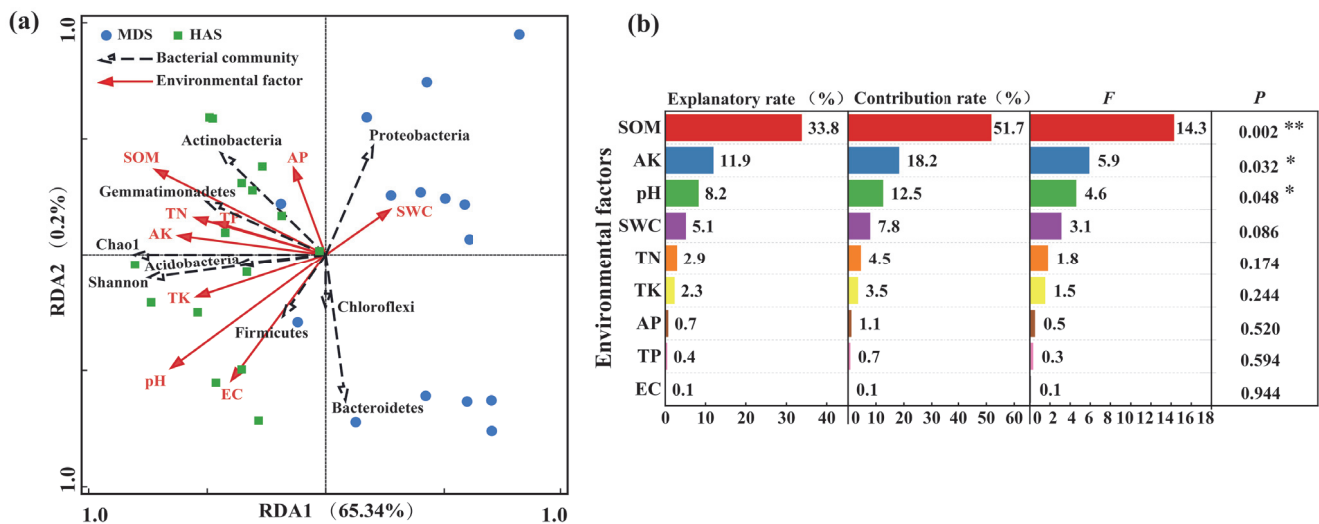 (a)
1.0
MDS HAS
Bacterial community
Environmental factor
Proteobacteria
Actinobacteria
AP
SOM
Gemmatimonadetes
TN
TP
SWC
AK
Chao1
Acidobacteria
Shannon
TK
Chloroflexi
Firmicutes
pH
EC
Bacteroidetes
RDA2 (0.2%)
1.0
1.0
RDA1 (65.34%)
1.0
(b)
Explanatory rate (%) Contribution rate (%) F P
Environmental factors
SOM 33.8 51.7 14.3 0.002 **
AK 11.9 18.2 5.9 0.032 *
pH 8.2 12.5 4.6 0.048 *
SWC 5.1 7.8 3.1 0.086
TN 2.9 4.5 1.8 0.174
TK 2.3 3.5 1.5 0.244
AP 0.7 1.1 0.5 0.520
TP 0.4 0.7 0.3 0.594
EC 0.1 0.1 0.1 0.944
0 10 20 30 40 0 10 20 30 40 50 60 2 4 6 8 10 12 14 16 18